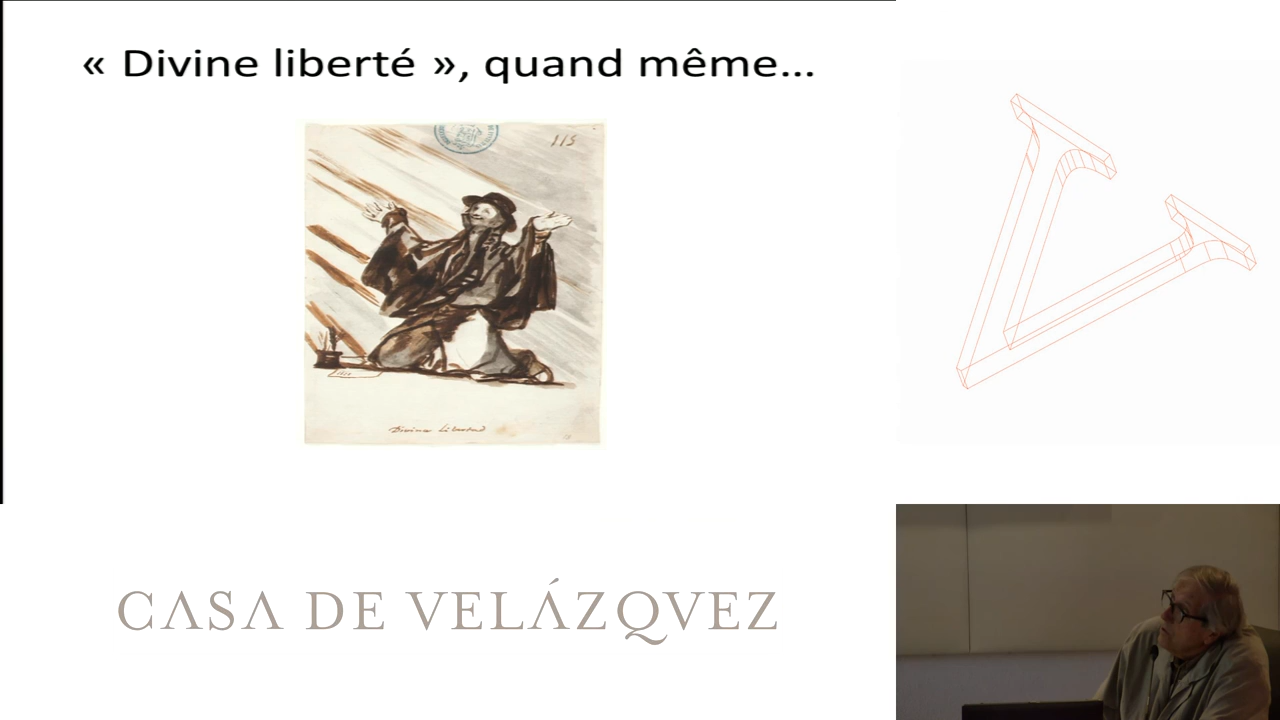 « Divine liberté », quand même...
115
Divina Libertad
CASA DE VELÁZQVEZ